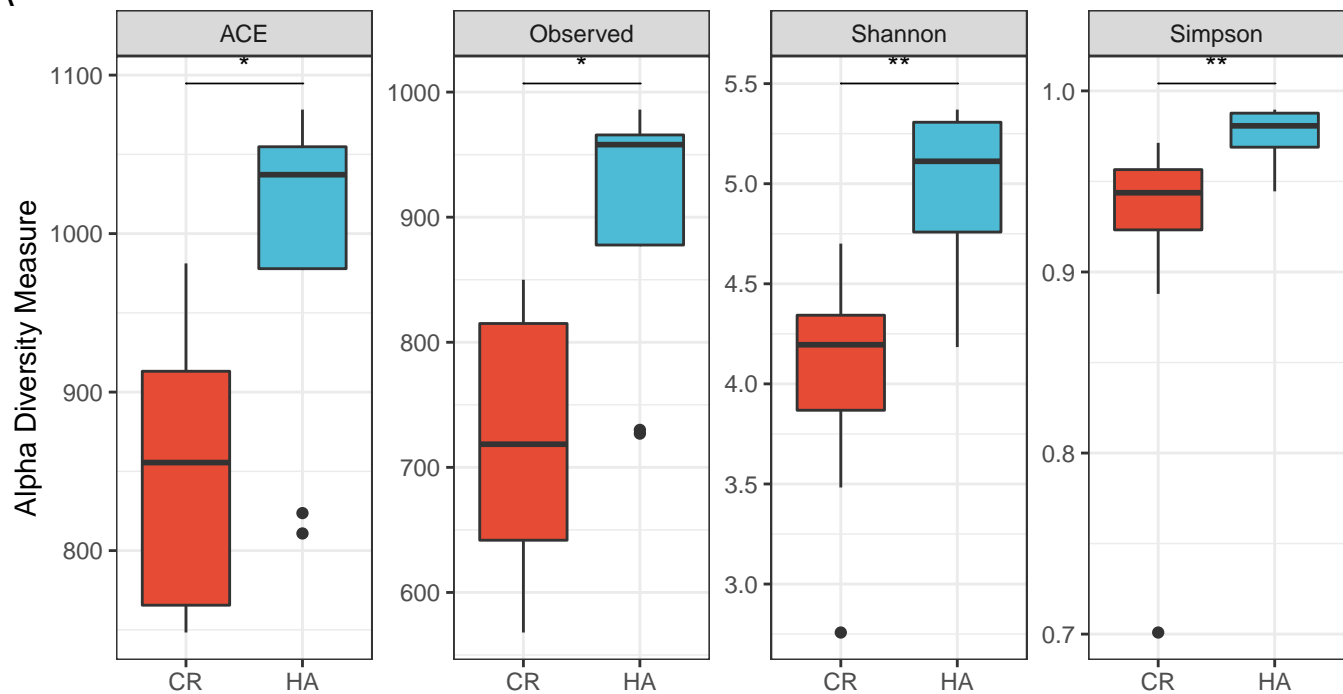 ACE
Observed
Shannon
Simpson
Alpha Diversity Measure
*
1100
1000
900
800
CR
HA
*
1000
900
800
700
600
CR
HA
**
5.5
5.0
4.5
4.0
3.5
3.0
CR
HA
**
1.0
0.9
0.8
0.7
CR
HA